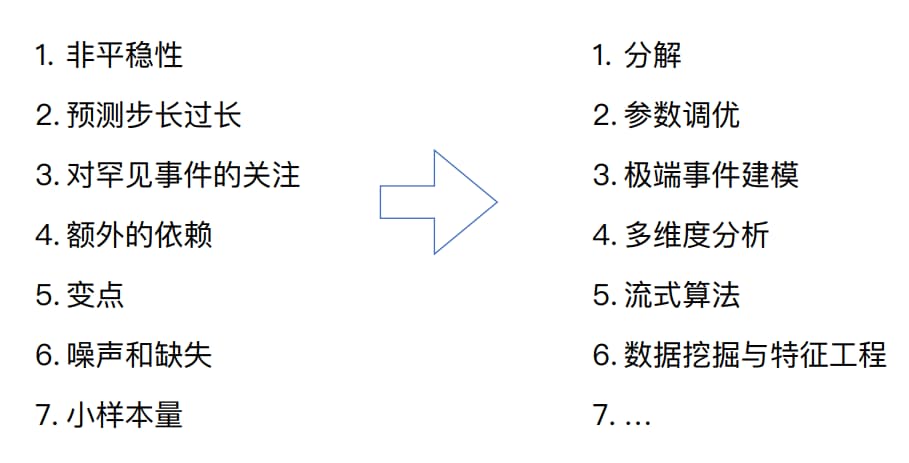 1. 非平稳性
2. 预测步长过长
3. 对罕见事件的关注
4. 额外的依赖
5. 变点
6. 噪声和缺失
7. 小样本量
1. 分解
2. 参数调优
3. 极端事件建模
4. 多维度分析
5. 流式算法
6. 数据挖掘与特征工程
7. …